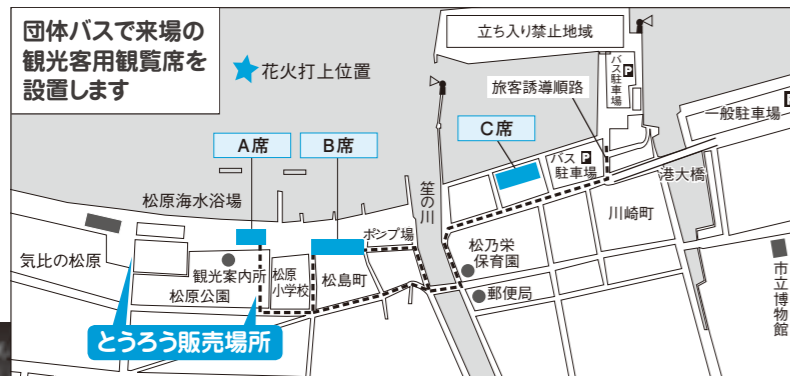 団体バスで来場の
観光客用観覧席を
設置します
花火打上位置
立ち入り禁止地域
バス駐車場
P
旅客誘導順路
一般駐車場
A席
B席
C席
バス
駐車場
P
港大橋
松原海水浴場
笙の川
川崎町
ポンプ場
気比の松原
観光案内所
松原公園
松原
小学校
松島町
松乃栄
保育園
郵便局
市立博物館
とうろう販売場所